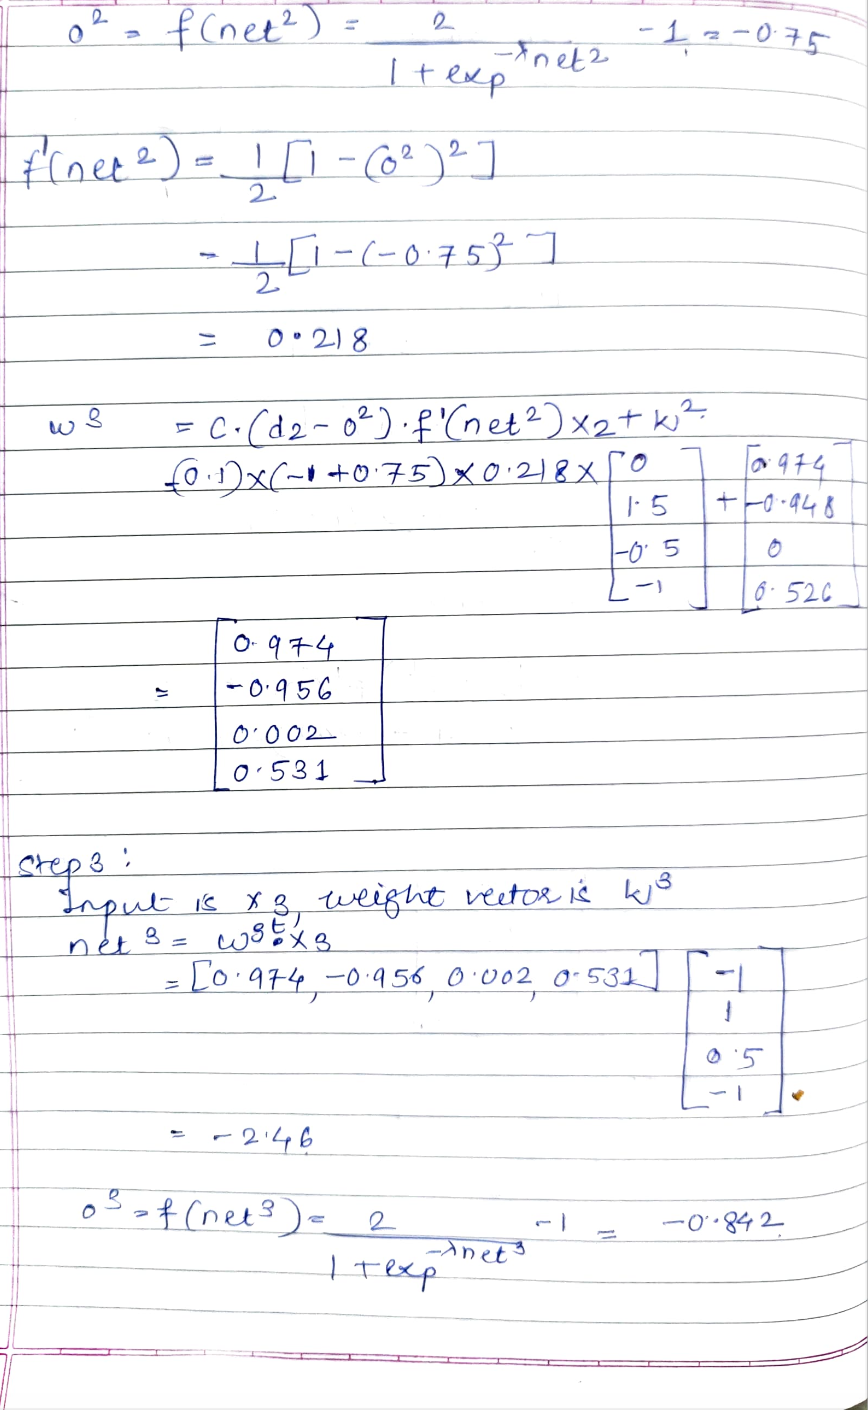 o² = f(net²) = 2 / (1 + exp^-λnet2) - 1 = -0.75
f'(net²) = 1/2 [1 - (o²)²]
= 1/2 [1 - (-0.75)²]
= 0.218
w³ = C.(d2 - o²).f'(net²) x2 + w²
(0.1)×(-1+0.75)×0.218× [0 1.5 -0.5 -1] + [0.974 -0.948 0 0.526]
= [0.974 -0.956 0.002 0.531]
Step 3 :
Input is x3, weight vector is w³
net 3 = w3t.x3
= [0.974, -0.956, 0.002, 0.531] [-1 1 0.5 -1]
= -2.46
o³ = f(net³) = 2 / (1 + exp^-λnet3) - 1 = -0.842